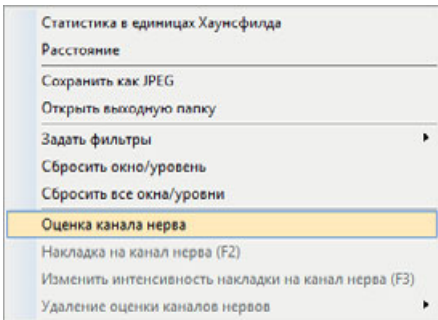 Статистика в единицах Хаунсфилда
Расстояние
Сохранить как JPEG
Открыть выходную папку
Задать фильтры
Сбросить окно/уровень
Сбросить все окна/уровни
Оценка канала нерва
Накладка на канал нерва (F2)
Изменить интенсивность накладки на канал нерва (F3)
Удаление оценки каналов нервов